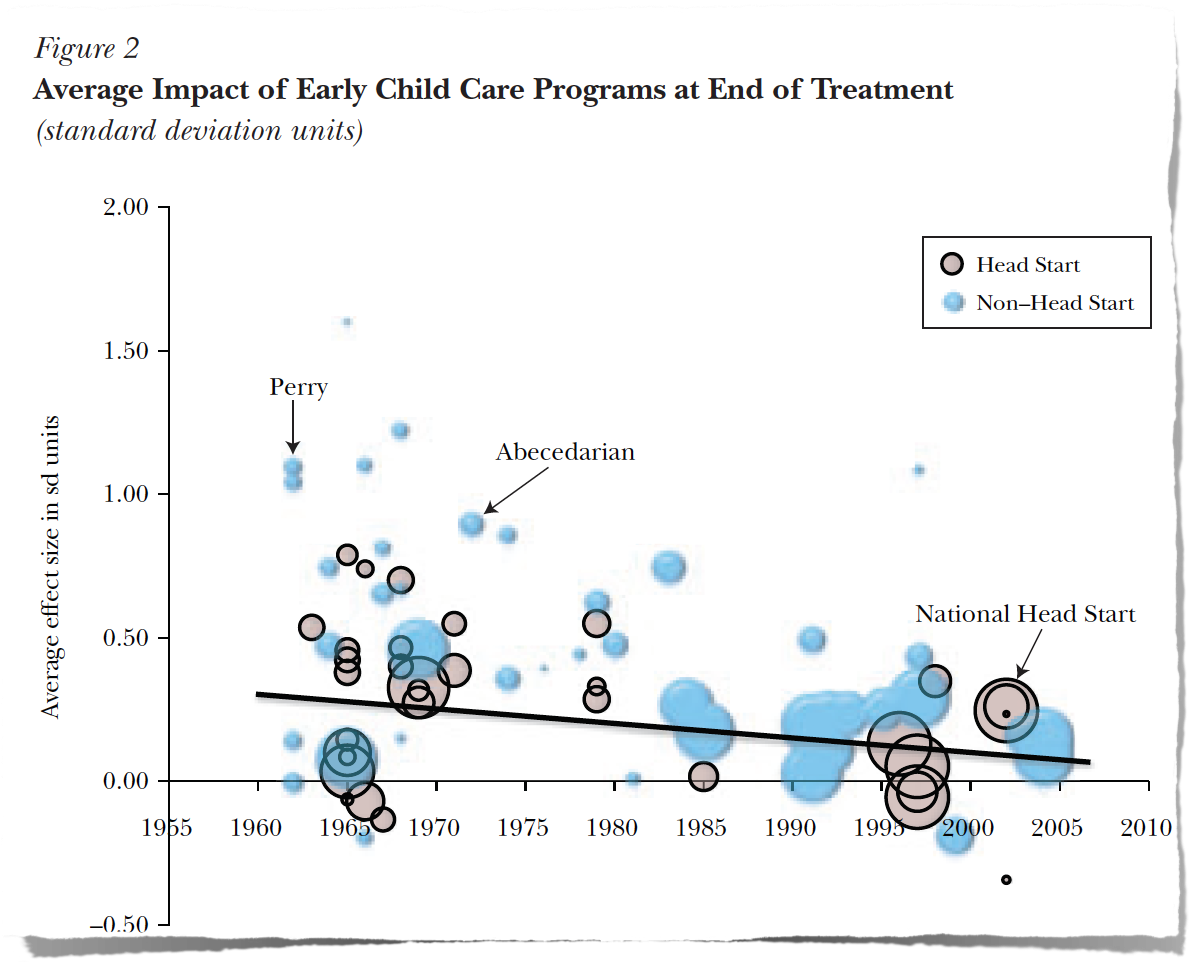 Figure 2
Average Impact of Early Child Care Programs at End of Treatment
(standard deviation units)
2.00
1.50
1.00
0.50
0.00
–0.50
Average effect size in sd units
Head Start
Non–Head Start
Perry
Abecedarian
National Head Start
1955 1960 1965 1970 1975 1980 1985 1990 1995 2000 2005 2010